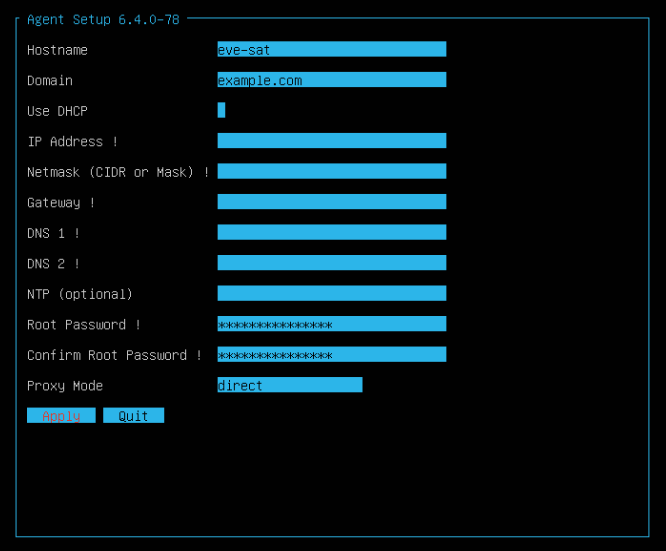 Agent Setup 6.4.0-78
Hostname eve-sat
Domain example.com
Use DHCP
IP Address !
Netmask (CIDR or Mask) !
Gateway !
DNS 1 !
DNS 2 !
NTP (optional)
Root Password ! ***************
Confirm Root Password ! ***************
Proxy Mode direct
Apply Quit